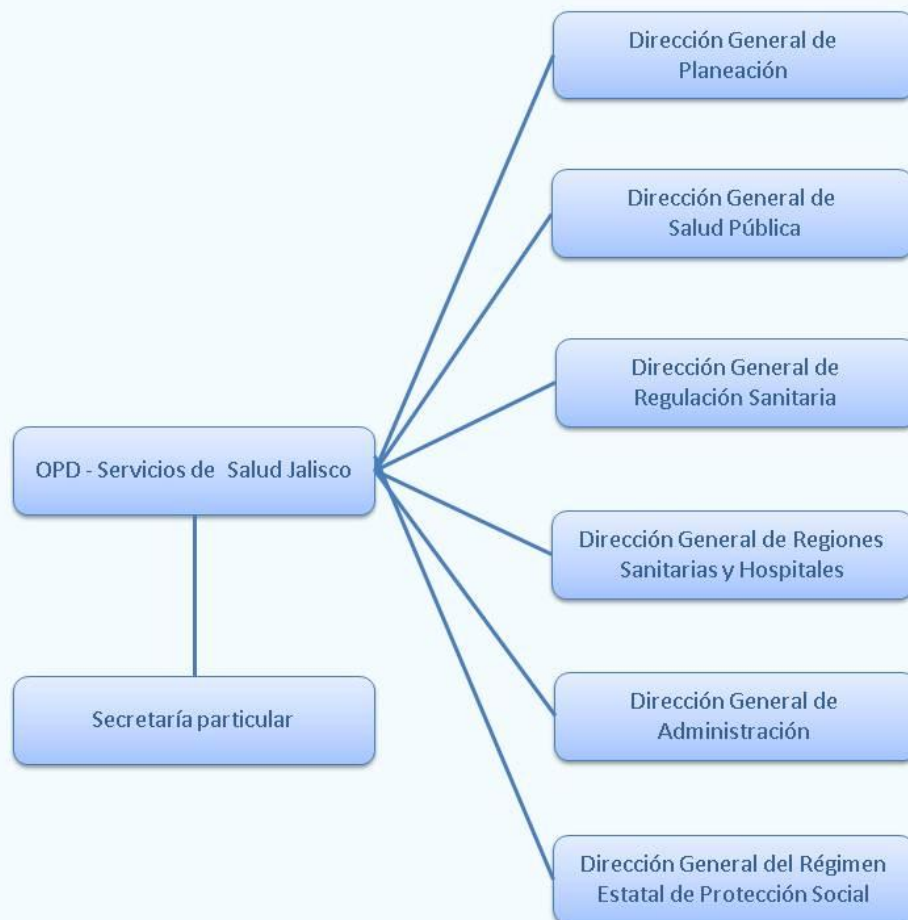 Dirección General de
Planeación
Dirección General de
Salud Pública
Dirección General de
Regulación Sanitaria
OPD - Servicios de Salud Jalisco
Dirección General de Regiones
Sanitarias y Hospitales
Secretaría particular
Dirección General de
Administración
Dirección General del Régimen
Estatal de Protección Social